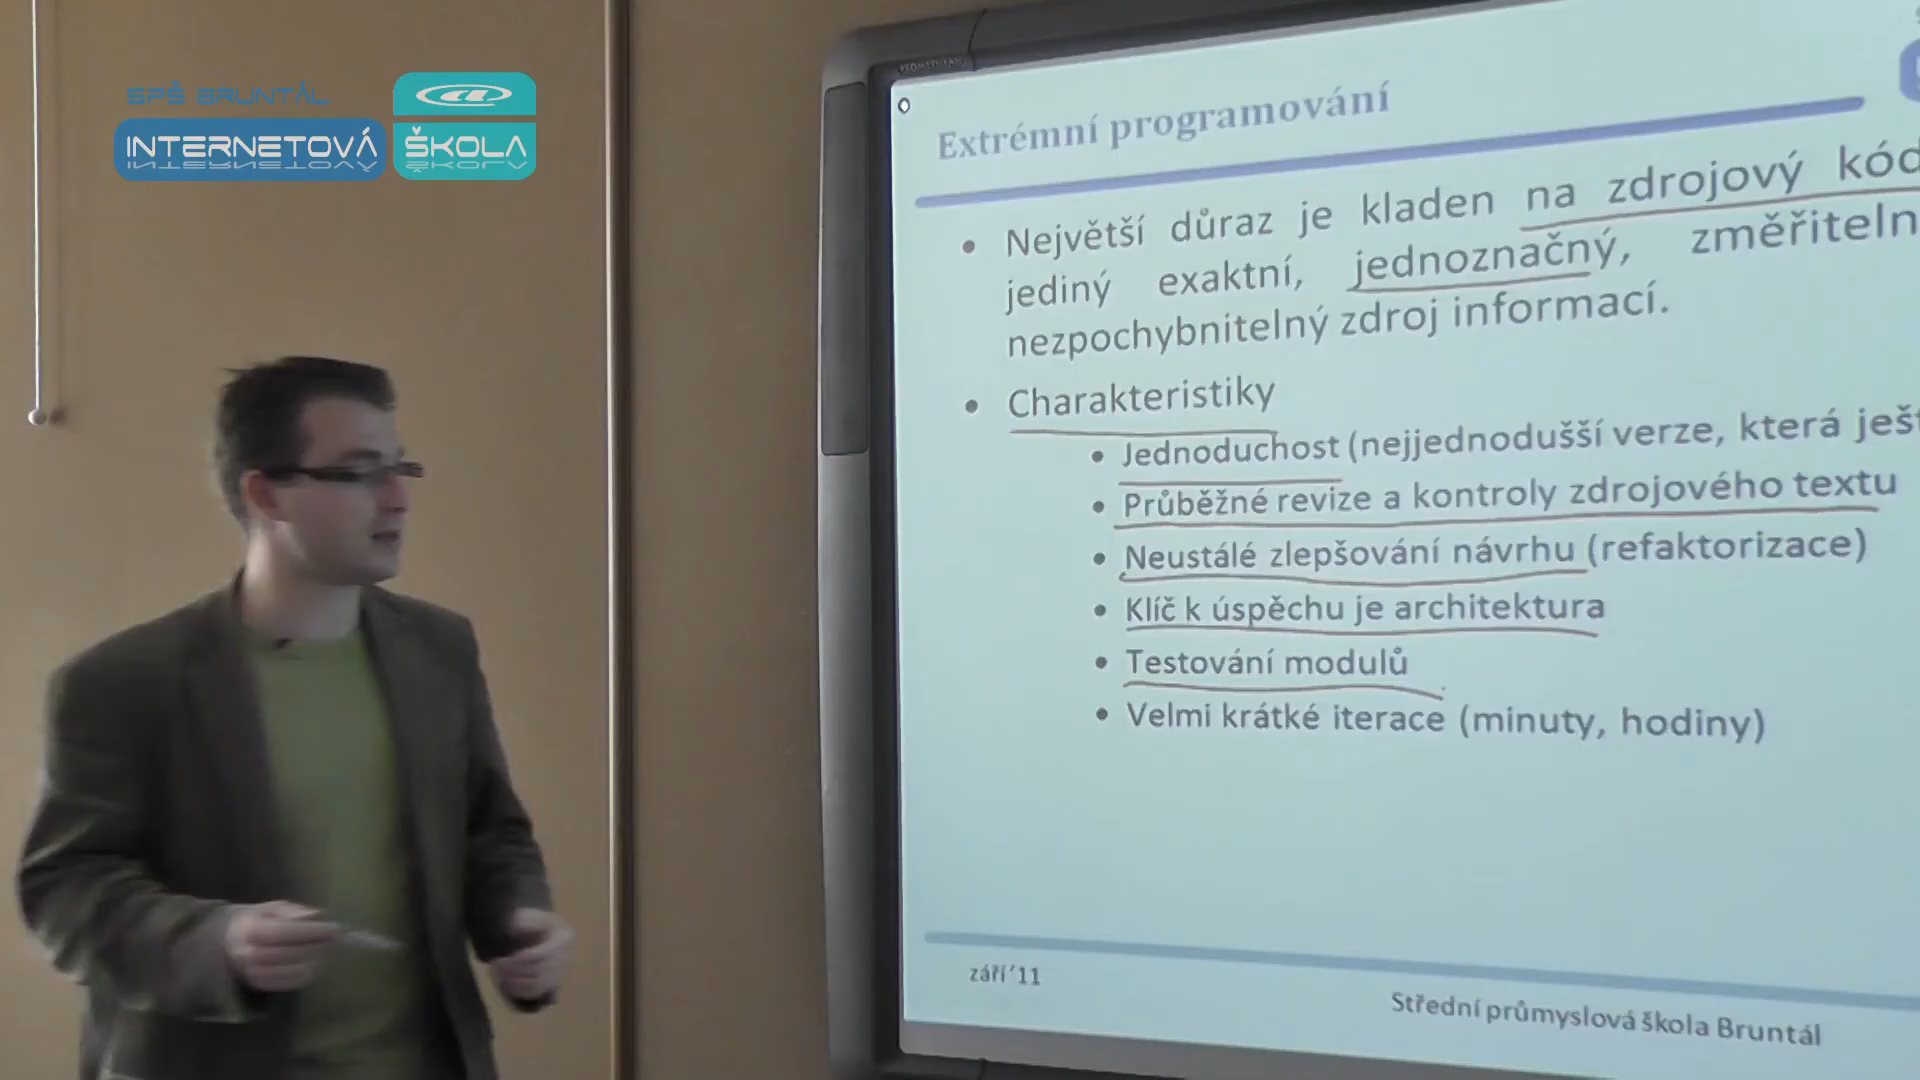 SPŠ BRUNTÁL
INTERNETOVÁ ŠKOLA
Extrémní programování
• Největší důraz je kladen na zdrojový kód
jediný exaktní, jednoznačný, změřiteln
nezpochybnitelný zdroj informací.
• Charakteristiky
• Jednoduchost (nejjednodušší verze, která ješt
• Průběžné revize a kontroly zdrojového textu
• Neustálé zlepšování návrhu (refaktorizace)
• Klíč k úspěchu je architektura
• Testování modulů
• Velmi krátké iterace (minuty, hodiny)
září '11
Střední průmyslová škola Bruntál